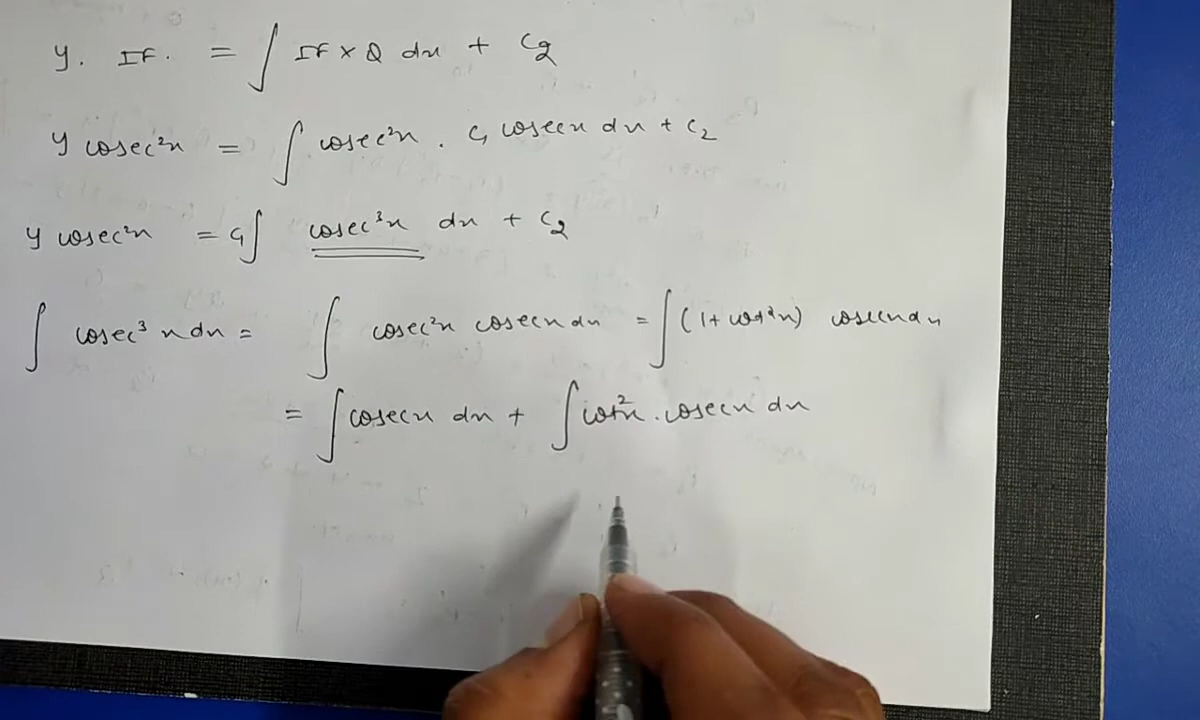 y. IF. = ∫ IF × Q dx + C₂
y cosec²x = ∫ cosec²x . C₁ cosecx dx + C₂
y cosec²x = C₁ ∫ cosec³x dx + C₂
∫ cosec³x dx = ∫ cosec²x cosecx dx = ∫ (1 + cot²x) cosecx dx
= ∫ cosecx dx + ∫ cot²x . cosecx dx